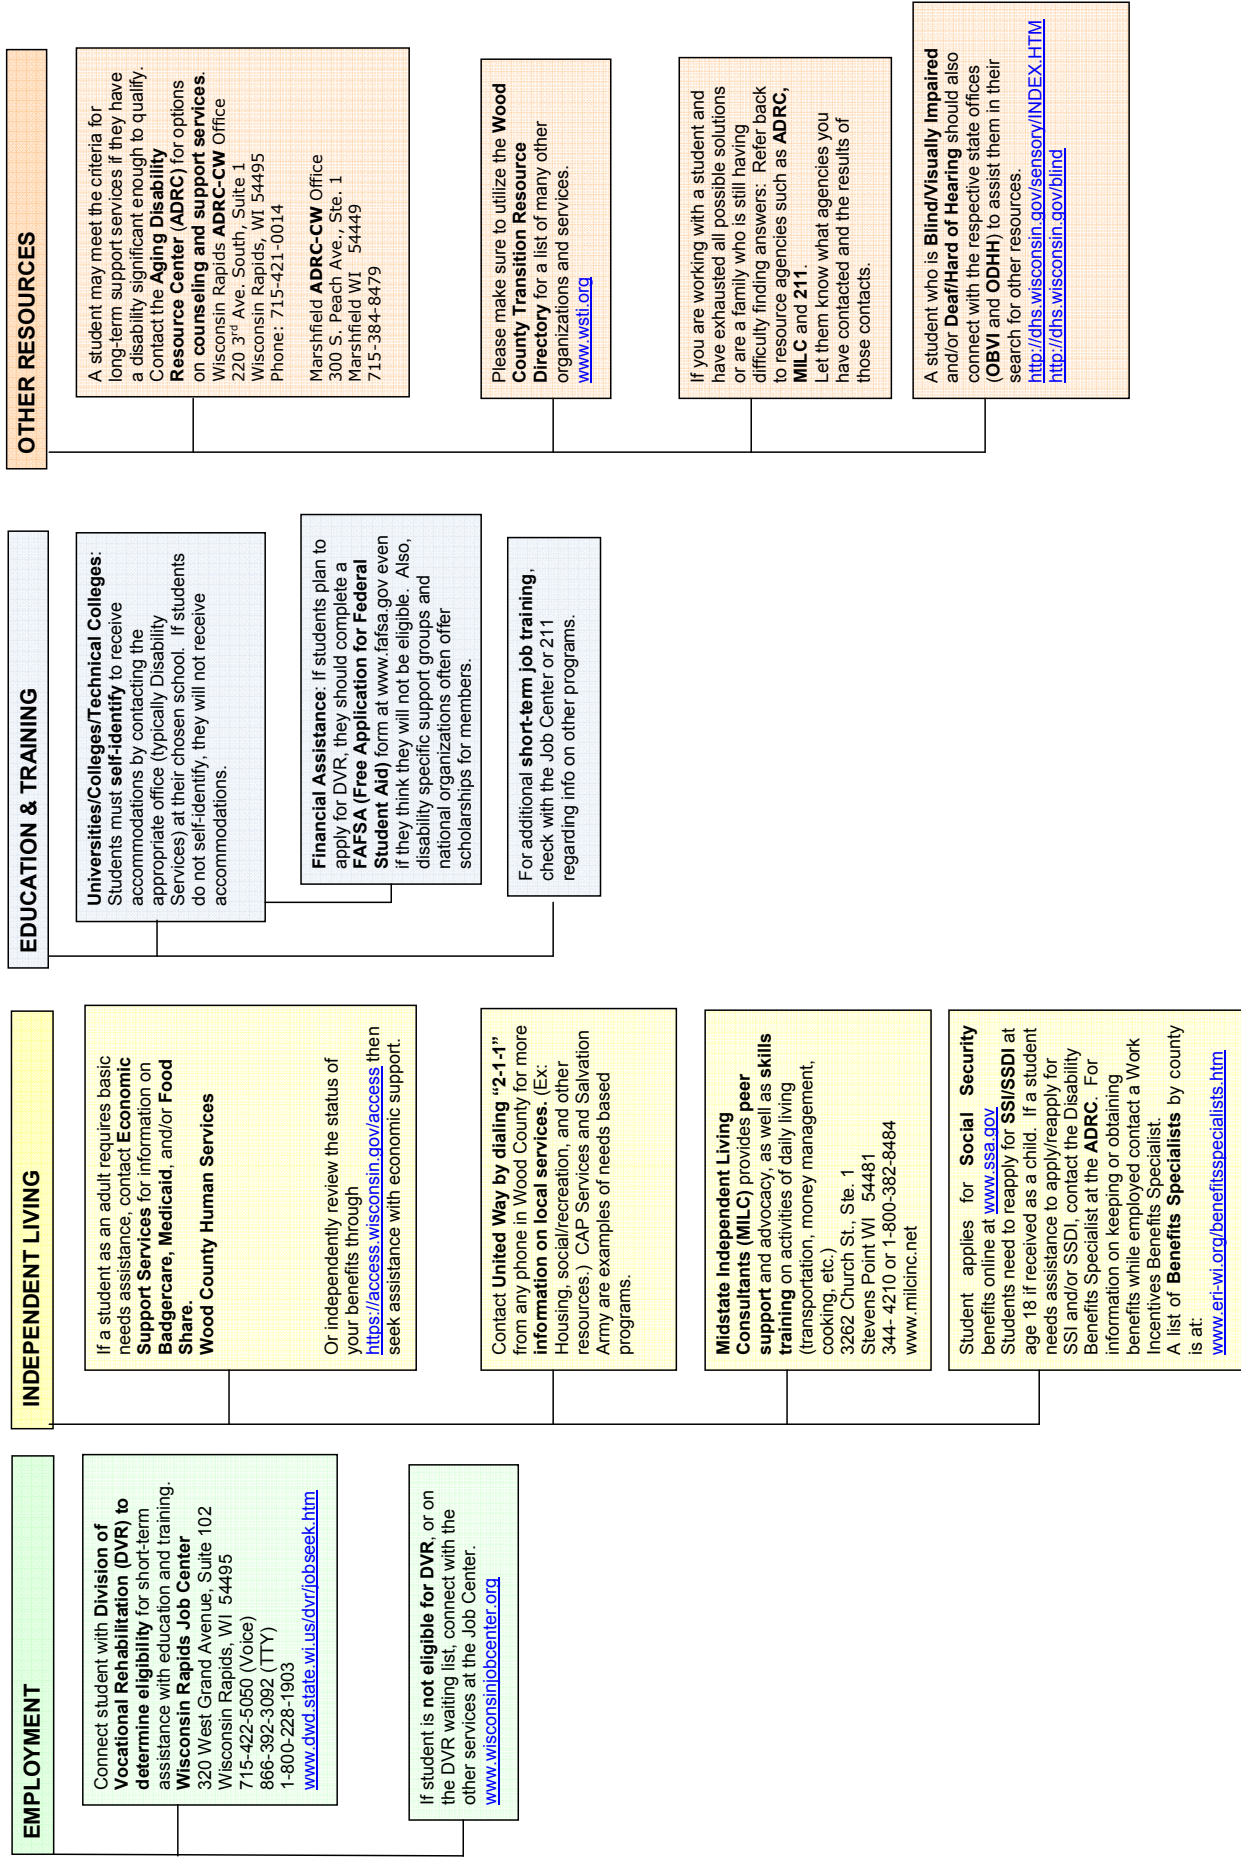 EMPLOYMENT
Connect student with Division of
Vocational Rehabilitation (DVR) to
determine eligibility for short-term
assistance with education and training.
Wisconsin Rapids Job Center
320 West Grand Avenue, Suite 102
Wisconsin Rapids, WI 54495
715-422-5050 (Voice)
866-392-3092 (TTY)
1-800-228-1903
www.dwd.state.wi.us/dvr/jobseek.htm
If student is not eligible for DVR, or on
the DVR waiting list, connect with the
other services at the Job Center.
www.wisconsinjobcenter.org
INDEPENDENT LIVING
If a student as an adult requires basic
needs assistance, contact Economic
Support Services for information on
Badgercare, Medicaid, and/or Food
Share.
Wood County Human Services
Or independently review the status of
your benefits through
https://access.wisconsin.gov/access then
seek assistance with economic support.
Contact United Way by dialing “2-1-1”
from any phone in Wood County for more
information on local services. (Ex:
Housing, social/recreation, and other
resources.) CAP Services and Salvation
Army are examples of needs based
programs.
Midstate Independent Living
Consultants (MILC) provides peer
support and advocacy, as well as skills
training on activities of daily living
(transportation, money management,
cooking, etc.)
3262 Church St., Ste. 1
Stevens Point WI 54481
344- 4210 or 1-800-382-8484
www.milcinc.net
Student applies for Social Security
benefits online at www.ssa.gov
Students need to reapply for SSI/SSDI at
age 18 if received as a child. If a student
needs assistance to apply/reapply for
SSI and/or SSDI, contact the Disability
Benefits Specialist at the ADRC. For
information on keeping or obtaining
benefits while employed contact a Work
Incentives Benefits Specialist.
A list of Benefits Specialists by county
is at:
www.eri-wi.org/benefitsspecialists.htm
EDUCATION & TRAINING
Universities/Colleges/Technical Colleges:
Students must self-identify to receive
accommodations by contacting the
appropriate office (typically Disability
Services) at their chosen school. If students
do not self-identify, they will not receive
accommodations.
Financial Assistance: If students plan to
apply for DVR, they should complete a
FAFSA (Free Application for Federal
Student Aid) form at www.fafsa.gov even
if they think they will not be eligible. Also,
disability specific support groups and
national organizations often offer
scholarships for members.
For additional short-term job training,
check with the Job Center or 211
regarding info on other programs.
OTHER RESOURCES
A student may meet the criteria for
long-term support services if they have
a disability significant enough to qualify.
Contact the Aging Disability
Resource Center (ADRC) for options
on counseling and support services.
Wisconsin Rapids ADRC-CW Office
220 3rd Ave. South, Suite 1
Wisconsin Rapids, WI 54495
Phone: 715-421-0014
Marshfield ADRC-CW Office
300 S. Peach Ave., Ste. 1
Marshfield WI 54449
715-384-8479
Please make sure to utilize the Wood
County Transition Resource
Directory for a list of many other
organizations and services.
www.wsti.org
If you are working with a student and
have exhausted all possible solutions
or are a family who is still having
difficulty finding answers: Refer back
to resource agencies such as ADRC,
MILC and 211.
Let them know what agencies you
have contacted and the results of
those contacts.
A student who is Blind/Visually Impaired
and/or Deaf/Hard of Hearing should also
connect with the respective state offices
(OBVI and ODHH) to assist them in their
search for other resources.
http://dhs.wisconsin.gov/sensory/INDEX.HTM
http://dhs.wisconsin.gov/blind